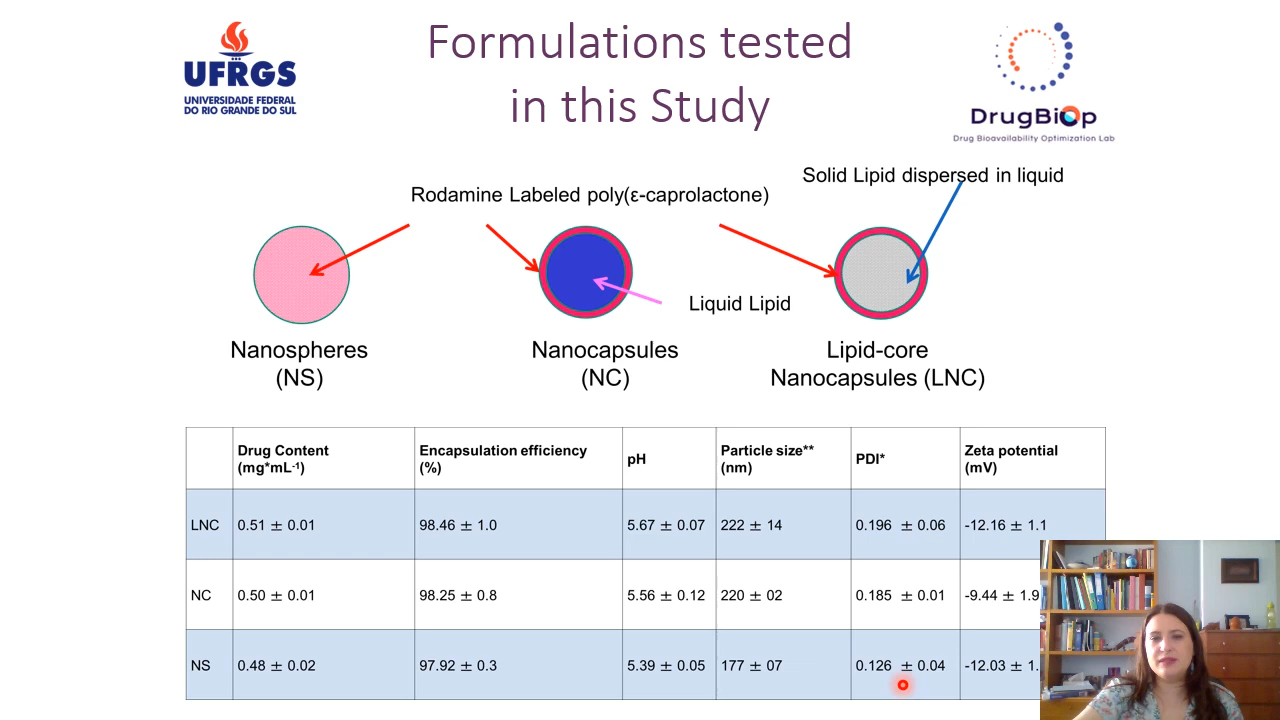 Formulations tested
in this Study
UFRGS
UNIVERSIDADE FEDERAL
DO RIO GRANDE DO SUL
DrugBiOp
Drug Bioavailability Optimization Lab
Rodamine Labeled poly(ε-caprolactone)
Solid Lipid dispersed in liquid
Liquid Lipid
Nanospheres
(NS)
Nanocapsules
(NC)
Lipid-core
Nanocapsules (LNC)
Drug Content
(mg*mL-1)
Encapsulation efficiency
(%)
pH
Particle size**
(nm)
PDI*
Zeta potential
(mV)
LNC 0.51 ± 0.01 98.46 ± 1.0 5.67 ± 0.07 222 ± 14 0.196 ± 0.06 -12.16 ± 1.1
NC 0.50 ± 0.01 98.25 ± 0.8 5.56 ± 0.12 220 ± 02 0.185 ± 0.01 -9.44 ± 1.9
NS 0.48 ± 0.02 97.92 ± 0.3 5.39 ± 0.05 177 ± 07 0.126 ± 0.04 -12.03 ± 1.